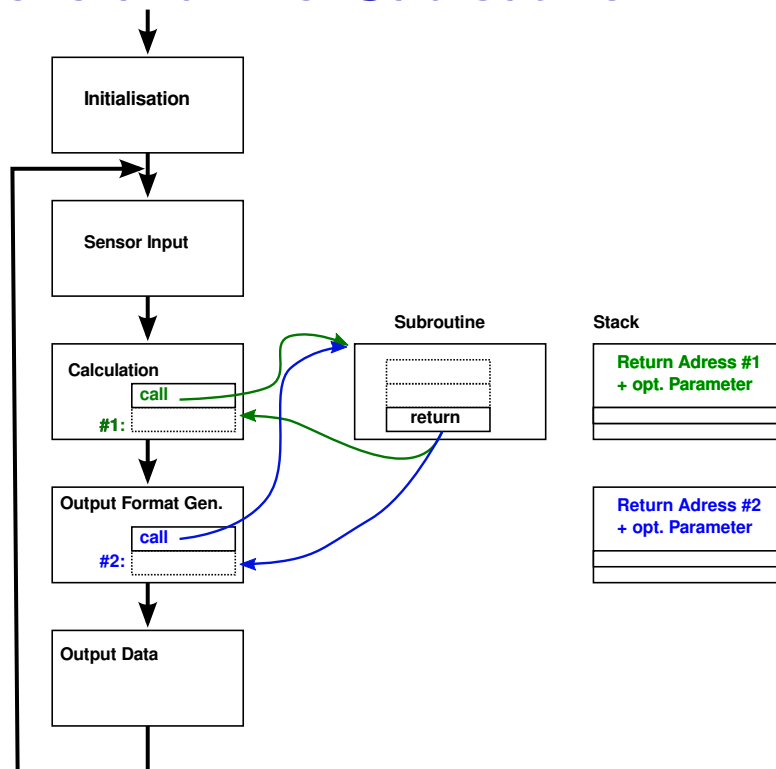 Initialisation
Sensor Input
Subroutine
Stack
Calculation
call
#1:
return
Return Adress #1
+ opt. Parameter
Output Format Gen.
call
#2:
Return Adress #2
+ opt. Parameter
Output Data